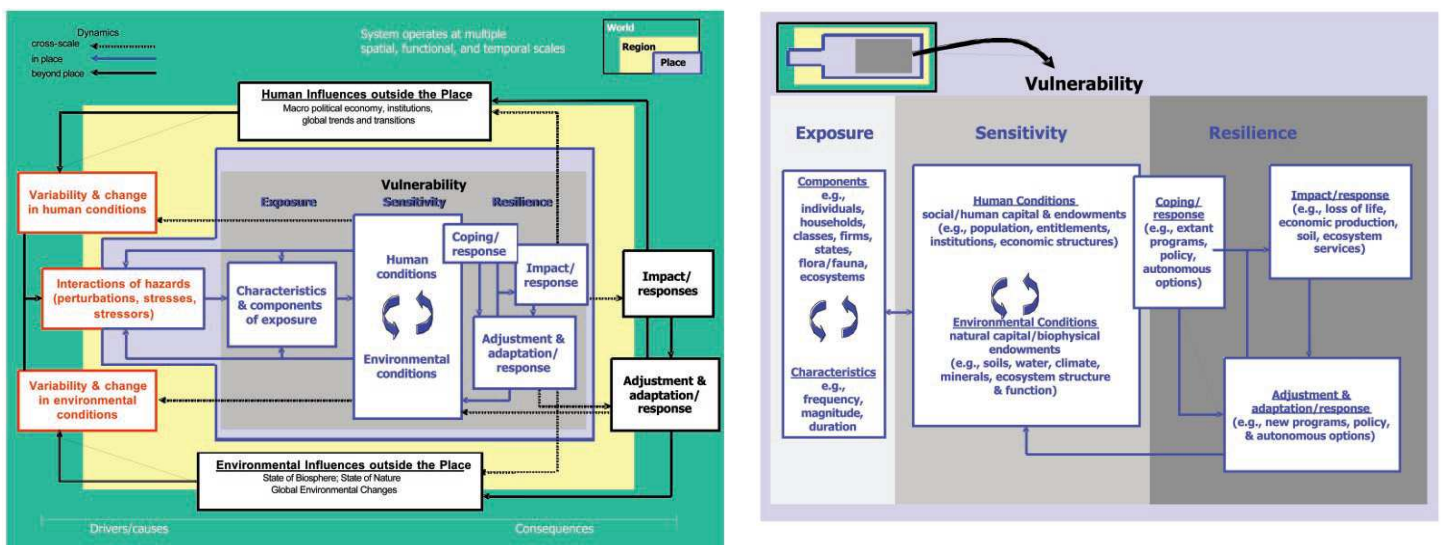 Dynamics
cross-scale
in place
beyond place
System operates at multiple
spatial, functional, and temporal scales
World
Region
Place
Human Influences outside the Place
Macro political economy, institutions,
global trends and transitions
Variability & change
in human conditions
Vulnerability
Exposure
Sensitivity
Resilience
Interactions of hazards
(perturbations, stresses,
stressors)
Characteristics
& components
of exposure
Human
conditions
Environmental
conditions
Coping/
response
Impact/
response
Adjustment &
adaptation/
response
Impact/
responses
Adjustment &
adaptation/
response
Variability & change
in environmental
conditions
Environmental Influences outside the Place
State of Biosphere; State of Nature
Global Environmental Changes
Drivers/causes
Consequences
Vulnerability
Exposure
Sensitivity
Resilience
Components
e.g.,
individuals,
households,
classes, firms,
states,
flora/fauna,
ecosystems
Characteristics
e.g.,
frequency,
magnitude,
duration
Human Conditions
social/human capital & endowments
(e.g., population, entitlements,
institutions, economic structures)
Environmental Conditions
natural capital/biophysical
endowments
(e.g., soils, water, climate,
minerals, ecosystem structure
& function)
Coping/
response
(e.g., extant
programs,
policy,
autonomous
options)
Impact/response
(e.g., loss of life,
economic production,
soil, ecosystem
services)
Adjustment &
adaptation/response
(e.g., new programs, policy,
& autonomous options)